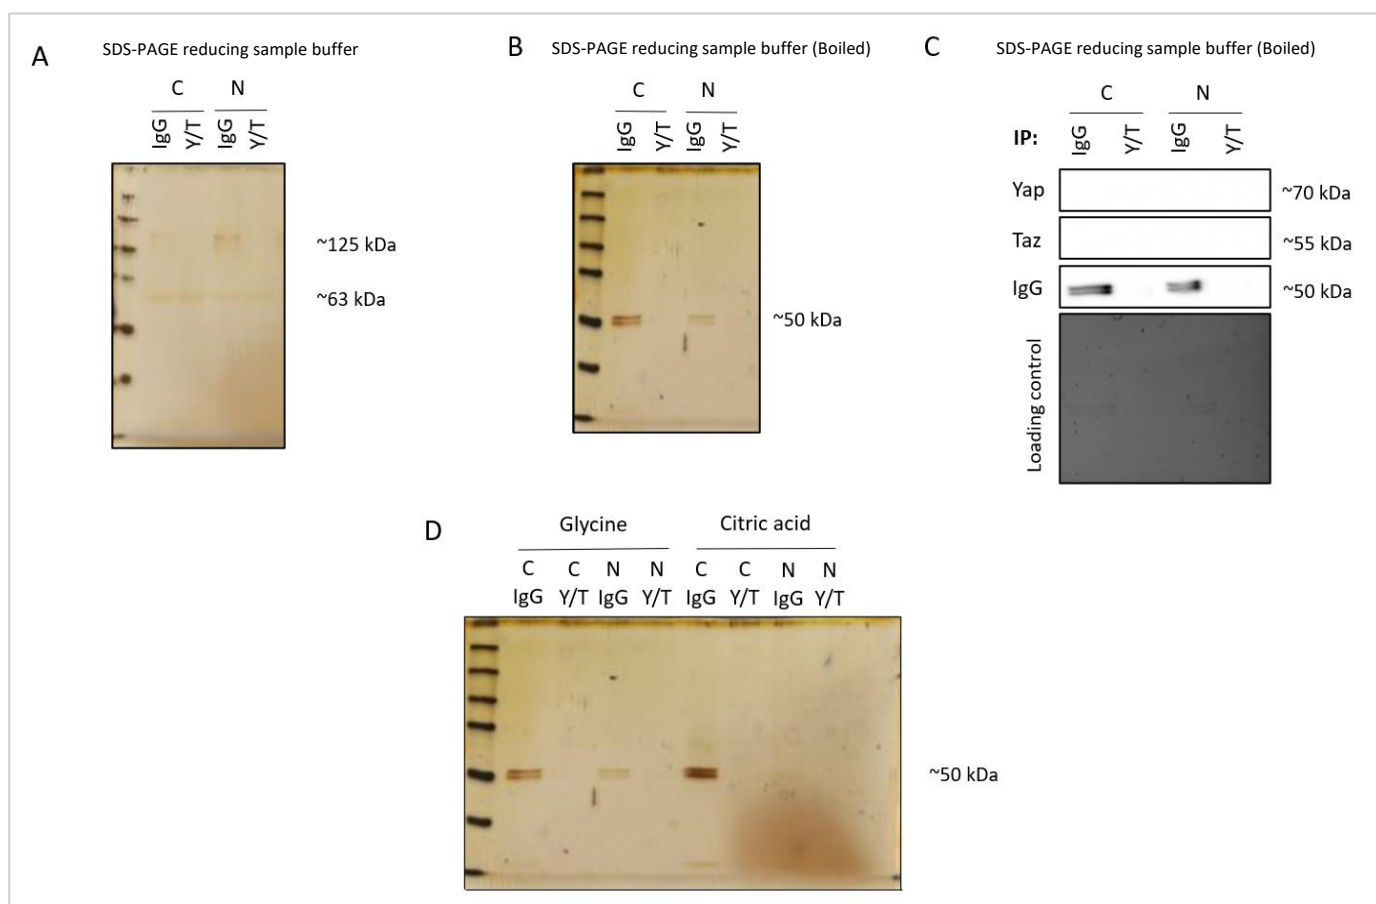 A
SDS-PAGE reducing sample buffer
C N
IgG Y/T IgG Y/T
~125 kDa
~63 kDa
B
SDS-PAGE reducing sample buffer (Boiled)
C N
IgG Y/T IgG Y/T
~50 kDa
C
SDS-PAGE reducing sample buffer (Boiled)
C N
IP: IgG Y/T IgG Y/T
Yap ~70 kDa
Taz ~55 kDa
IgG ~50 kDa
Loading control
D
Glycine Citric acid
C C N N C C N N
IgG Y/T IgG Y/T IgG Y/T IgG Y/T
~50 kDa